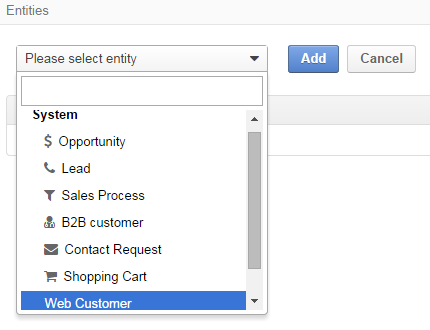 Entities
Please select entity
Add
Cancel
System
Opportunity
Lead
Sales Process
B2B customer
Contact Request
Shopping Cart
Web Customer